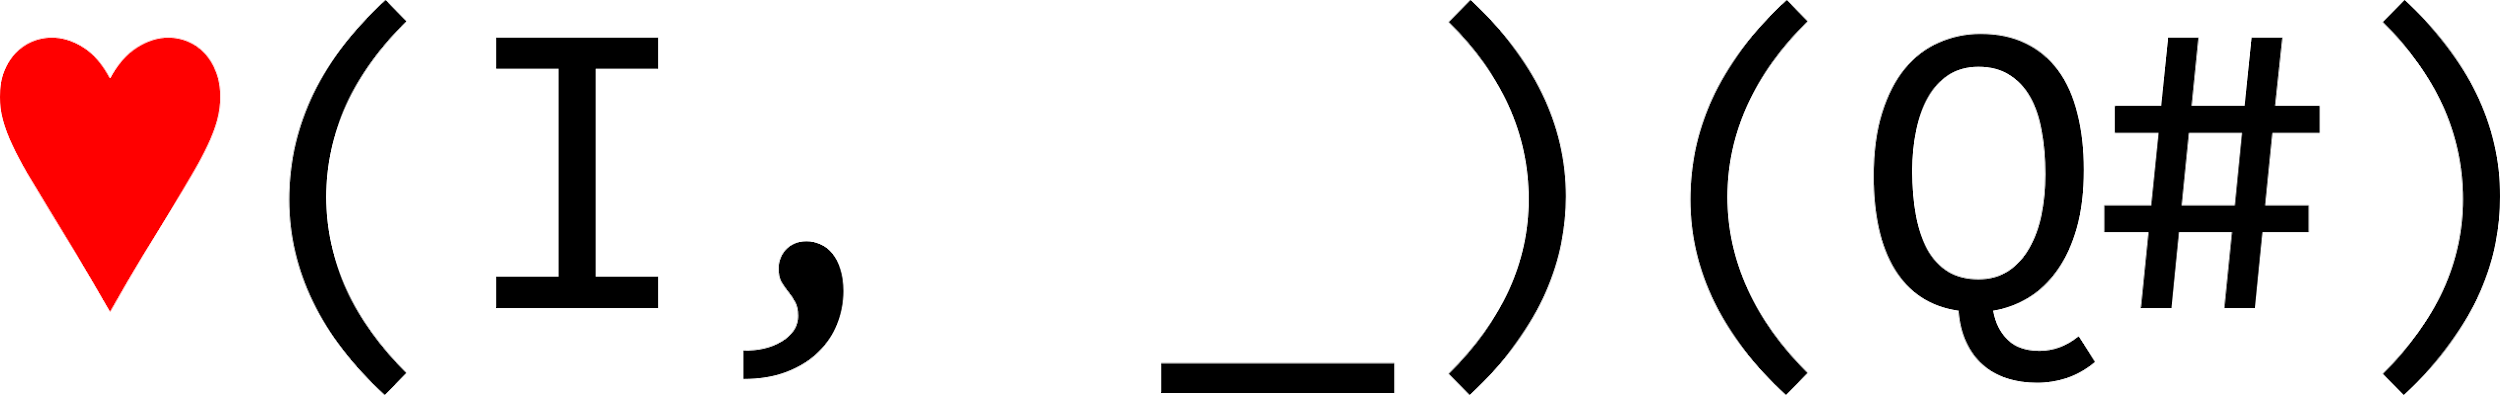 ♥(I, _)(Q#)